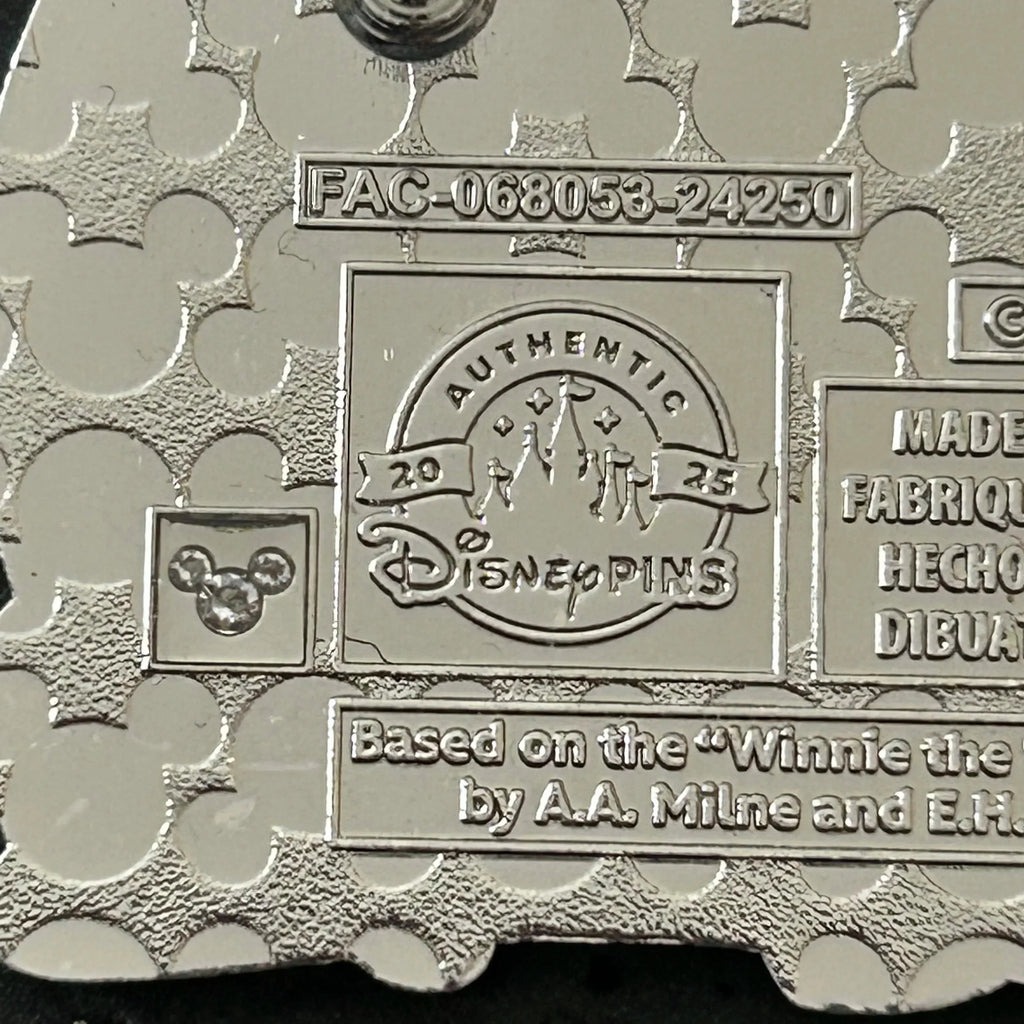 FAC-068053-24250
©
AUTHENTIC
20 25
Disney PINS
MADE
FABRIQU
HECHO
DIBUA
Based on the “Winnie the
by A.A. Milne and E.H.